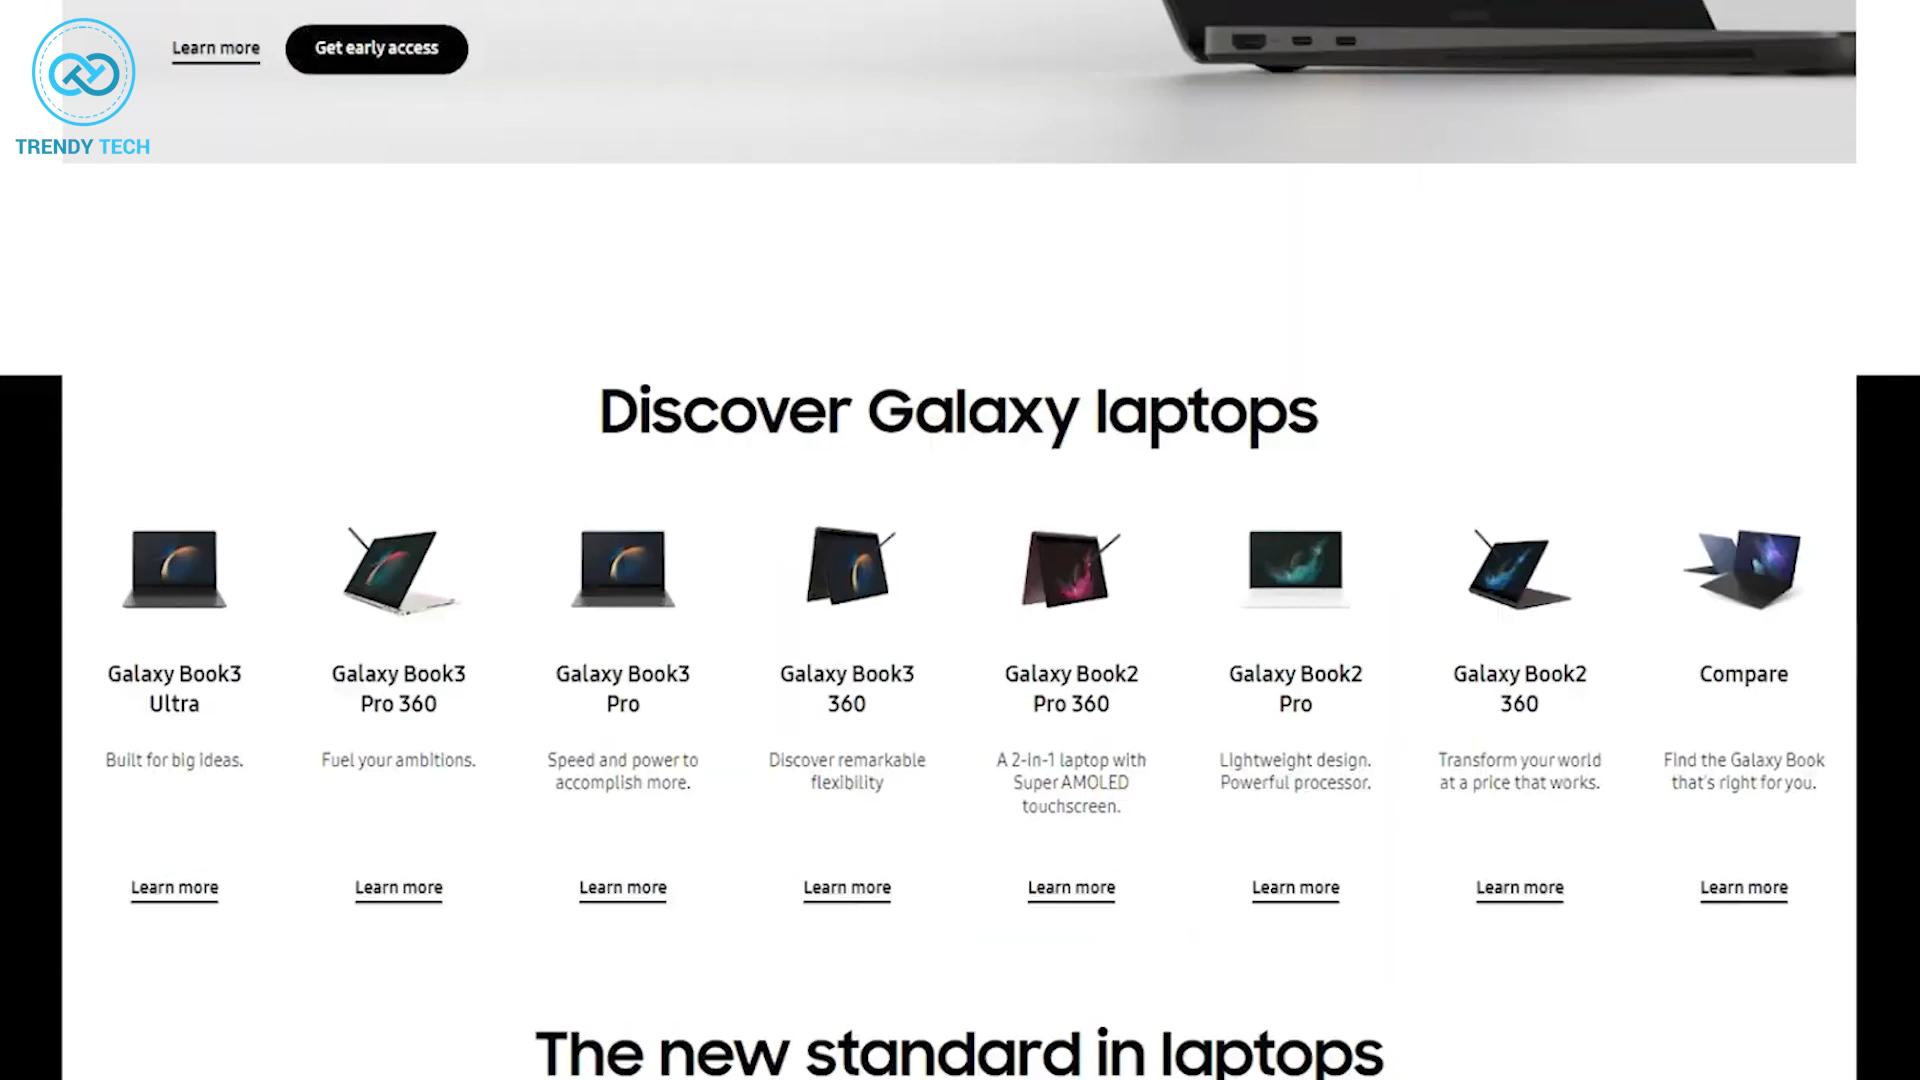 Learn more
Get early access
TRENDY TECH
Discover Galaxy laptops
Galaxy Book3
Ultra
Built for big ideas.
Learn more
Galaxy Book3
Pro 360
Fuel your ambitions.
Learn more
Galaxy Book3
Pro
Speed and power to
accomplish more.
Learn more
Galaxy Book3
360
Discover remarkable
flexibility
Learn more
Galaxy Book2
Pro 360
A 2-in-1 laptop with
Super AMOLED
touchscreen.
Learn more
Galaxy Book2
Pro
Lightweight design.
Powerful processor.
Learn more
Galaxy Book2
360
Transform your world
at a price that works.
Learn more
Compare
Find the Galaxy Book
that's right for you.
Learn more
The new standard in laptops